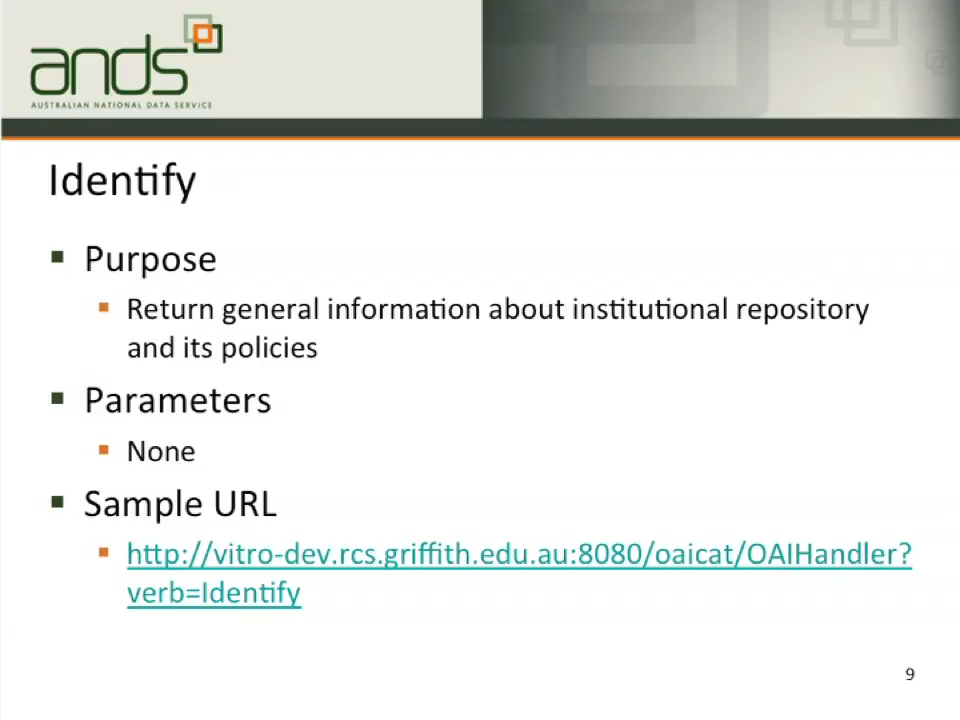 ands
AUSTRALIAN NATIONAL DATA SERVICE
Identify
Purpose
Return general information about institutional repository
and its policies
Parameters
None
Sample URL
http://vitro-dev.rcs.griffith.edu.au:8080/oaicat/OAIHandler?
verb=Identify
9